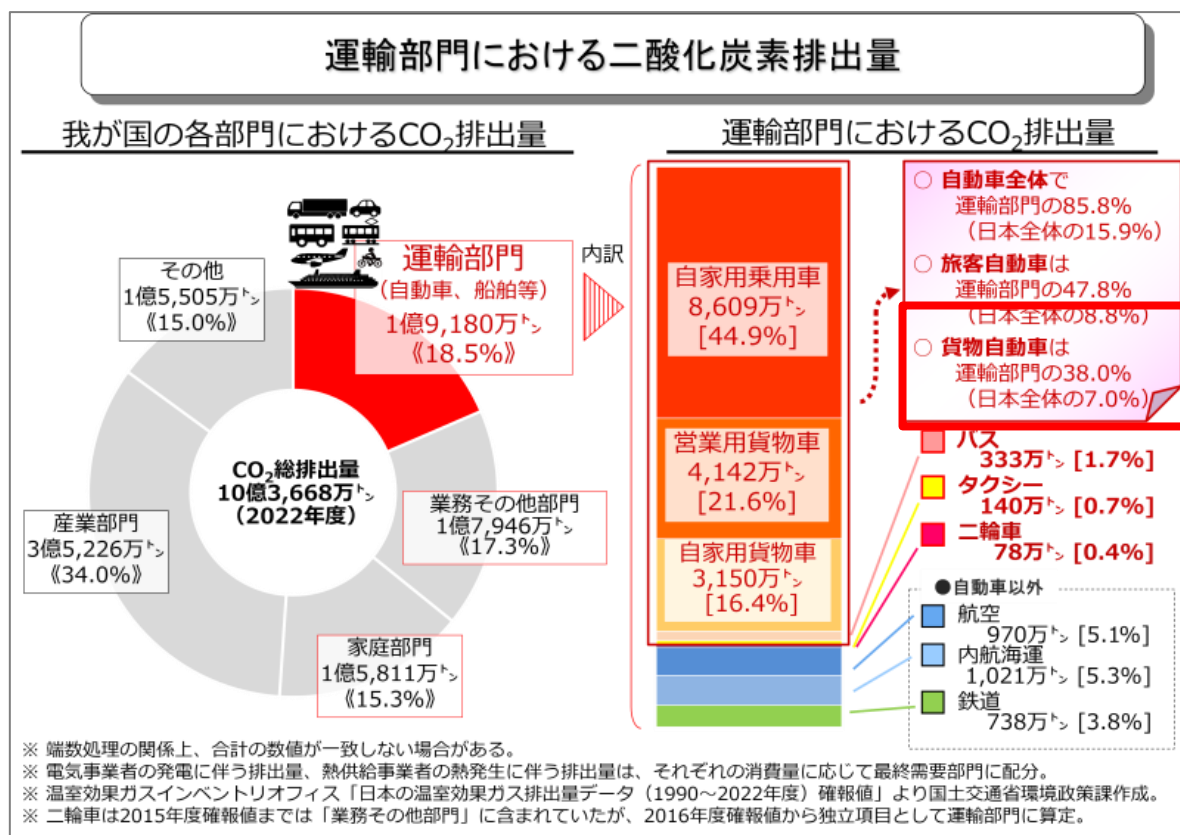 運輸部門における二酸化炭素排出量
我が国の各部門におけるCO₂排出量
その他
1億5,505万㌧
《15.0%》
運輸部門
（自動車、船舶等）
1億9,180万㌧
《18.5%》
CO₂総排出量
10億3,668万㌧
（2022年度）
産業部門
3億5,226万㌧
《34.0%》
業務その他部門
1億7,946万㌧
《17.3%》
家庭部門
1億5,811万㌧
《15.3%》
内訳
運輸部門におけるCO₂排出量
自家用乗用車
8,609万㌧
[44.9%]
営業用貨物車
4,142万㌧
[21.6%]
自家用貨物車
3,150万㌧
[16.4%]
○ 自動車全体で
運輸部門の85.8%
（日本全体の15.9%）
○ 旅客自動車は
運輸部門の47.8%
（日本全体の8.8%）
○ 貨物自動車は
運輸部門の38.0%
（日本全体の7.0%）
バス
333万㌧ [1.7%]
タクシー
140万㌧ [0.7%]
二輪車
78万㌧ [0.4%]
●自動車以外
航空
970万㌧ [5.1%]
内航海運
1,021万㌧ [5.3%]
鉄道
738万㌧ [3.8%]
※ 端数処理の関係上、合計の数値が一致しない場合がある。
※ 電気事業者の発電に伴う排出量、熱供給事業者の熱発生に伴う排出量は、それぞれの消費量に応じて最終需要部門に配分。
※ 温室効果ガスインベントリオフィス「日本の温室効果ガス排出量データ（1990～2022年度）確報値」より国土交通省環境政策課作成。
※ 二輪車は2015年度確報値までは「業務その他部門」に含まれていたが、2016年度確報値から独立項目として運輸部門に算定。